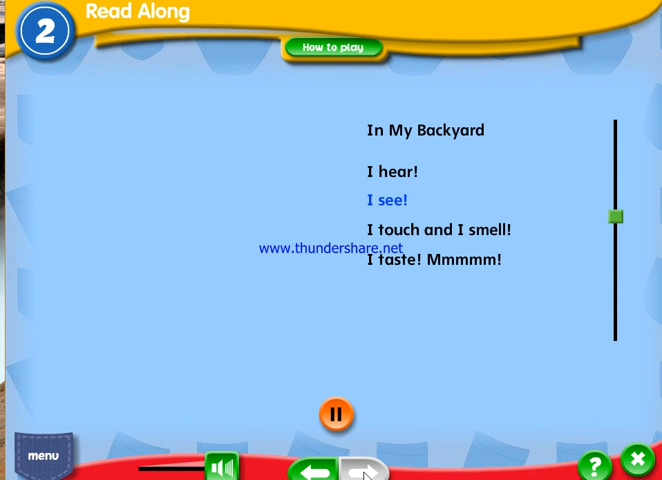 2
Read Along
How to play
In My Backyard
I hear!
I see!
I touch and I smell!
www.thundershare.net
I taste! Mmmmm!
menu
?